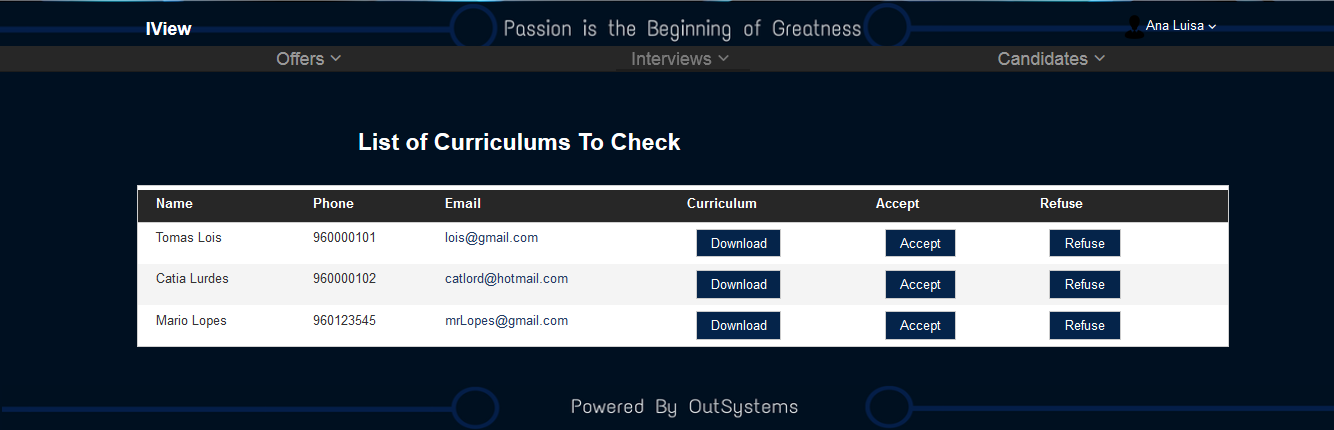 IView Passion is the Beginning of Greatness Ana Luisa
Offers Interviews Candidates
List of Curriculums To Check
Name Phone Email Curriculum Accept Refuse
Tomas Lois 960000101 lois@gmail.com Download Accept Refuse
Catia Lurdes 960000102 catlord@hotmail.com Download Accept Refuse
Mario Lopes 960123545 mrLopes@gmail.com Download Accept Refuse
Powered By OutSystems